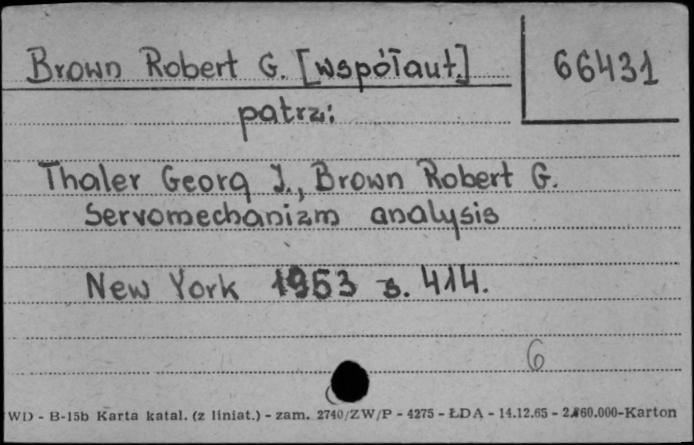 Brown Robert G. [współaut.]
66431
patrz:
Thaler Georg J., Brown Robert G.
Servomechanizm analysis
New York 1953 s. 414.
6
WD - B-15b Karta katal. (z liniat.) - zam. 2740/ZW/P - 4275 - ŁDA - 14.12.65 - 2.860.000-Karton